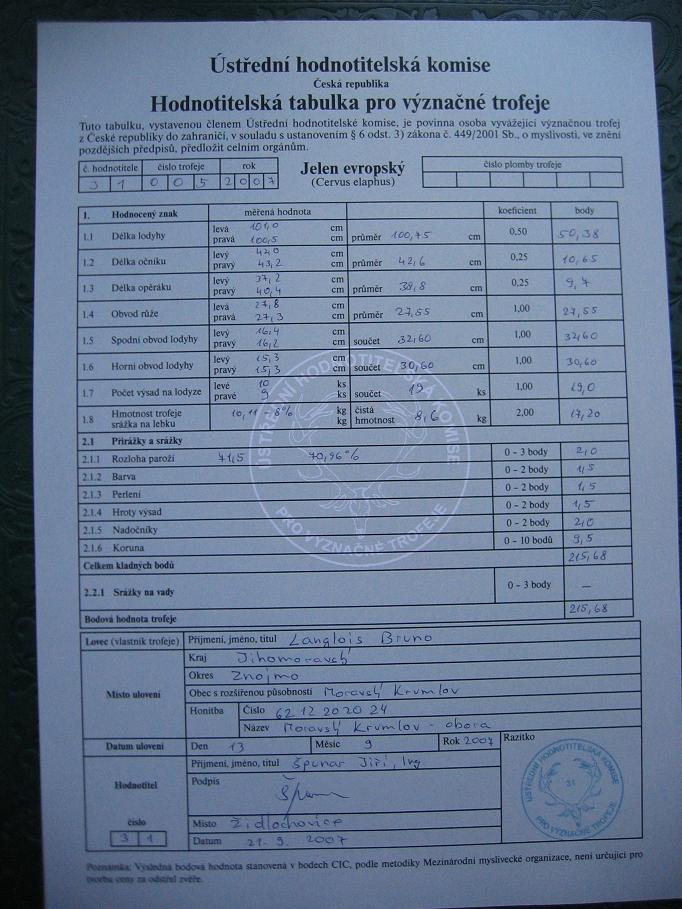 Ústřední hodnotitelská komise
Česká republika
Hodnotitelská tabulka pro význačné trofeje
Tuto tabulku, vystavenou členem Ústřední hodnotitelské komise, je povinna osoba vyvážející význačnou trofej
z České republiky do zahraničí, v souladu s ustanovením § 6 odst. 3) zákona č. 449/2001 Sb., o myslivosti, ve znění
pozdějších předpisů, předložit celním orgánům.
č. hodnotitele číslo trofeje rok Jelen evropský číslo plomby trofeje
3 1 0 0 5 2007 (Cervus elaphus)
1. Hodnocený znak měřená hodnota koeficient body
1.1 Délka lodyhy levá 101,0 cm
pravá 100,5 cm průměr 100,75 cm 0,50 50,38
1.2 Délka očníku levý 42,0 cm
pravý 43,2 cm průměr 42,6 cm 0,25 10,65
1.3 Délka opěráku levý 37,2 cm
pravý 40,4 cm průměr 38,8 cm 0,25 9,7
1.4 Obvod růže levá 27,8 cm
pravá 27,3 cm průměr 27,55 cm 1,00 27,55
1.5 Spodní obvod lodyhy levý 16,4 cm
pravý 16,2 cm součet 32,60 cm 1,00 32,60
1.6 Horní obvod lodyhy levý 15,3 cm
pravý 15,3 cm součet 30,60 cm 1,00 30,60
1.7 Počet výsad na lodyze levé 10 ks
pravé 9 ks součet 19 ks 1,00 19,0
1.8 Hmotnost trofeje kg čistá
srážka na lebku kg hmotnost 8,6 kg 2,00 17,20
2.1 Přirážky a srážky
2.1.1 Rozloha paroží 71,5 70,96% 0 – 3 body 2,0
2.1.2 Barva 0 – 2 body 1,5
2.1.3 Perlení 0 – 2 body 1,5
2.1.4 Hroty výsad 0 – 2 body 1,5
2.1.5 Nadočníky 0 – 2 body 2,0
2.1.6 Koruna 0 – 10 bodů 9,5
Celkem kladných bodů 215,68
2.2.1 Srážky na vady 0 – 3 body —
Bodová hodnota trofeje 215,68
Lovec (vlastník trofeje) Příjmení, jméno, titul Langlois Bruno
Místo ulovení Kraj Jihomoravský
Okres Znojmo
Obec s rozšířenou působností Moravský Krumlov
Honitba Číslo 62 12 2020 24
Název Moravský Krumlov - obora
Datum ulovení Den 13 Měsíc 9 Rok 2007 Razítko
Hodnotitel Příjmení, jméno, titul Špunar Jiří, Ing.
Podpis
číslo Místo Židlochovice
3 1 Datum 21. 9. 2007
ÚSTŘEDNÍ HODNOTITELSKÁ KOMISE
31
PRO VÝZNAČNÉ TROFEJE
ÚSTŘEDNÍ HODNOTITELSKÁ KOMISE
PRO VÝZNAČNÉ TROFEJE
Poznámka: Výsledná bodová hodnota stanovená v bodech CIC, podle metodiky Mezinárodní myslivecké organizace, není určující pro
tvorbu ceny za odstřel zvěře.